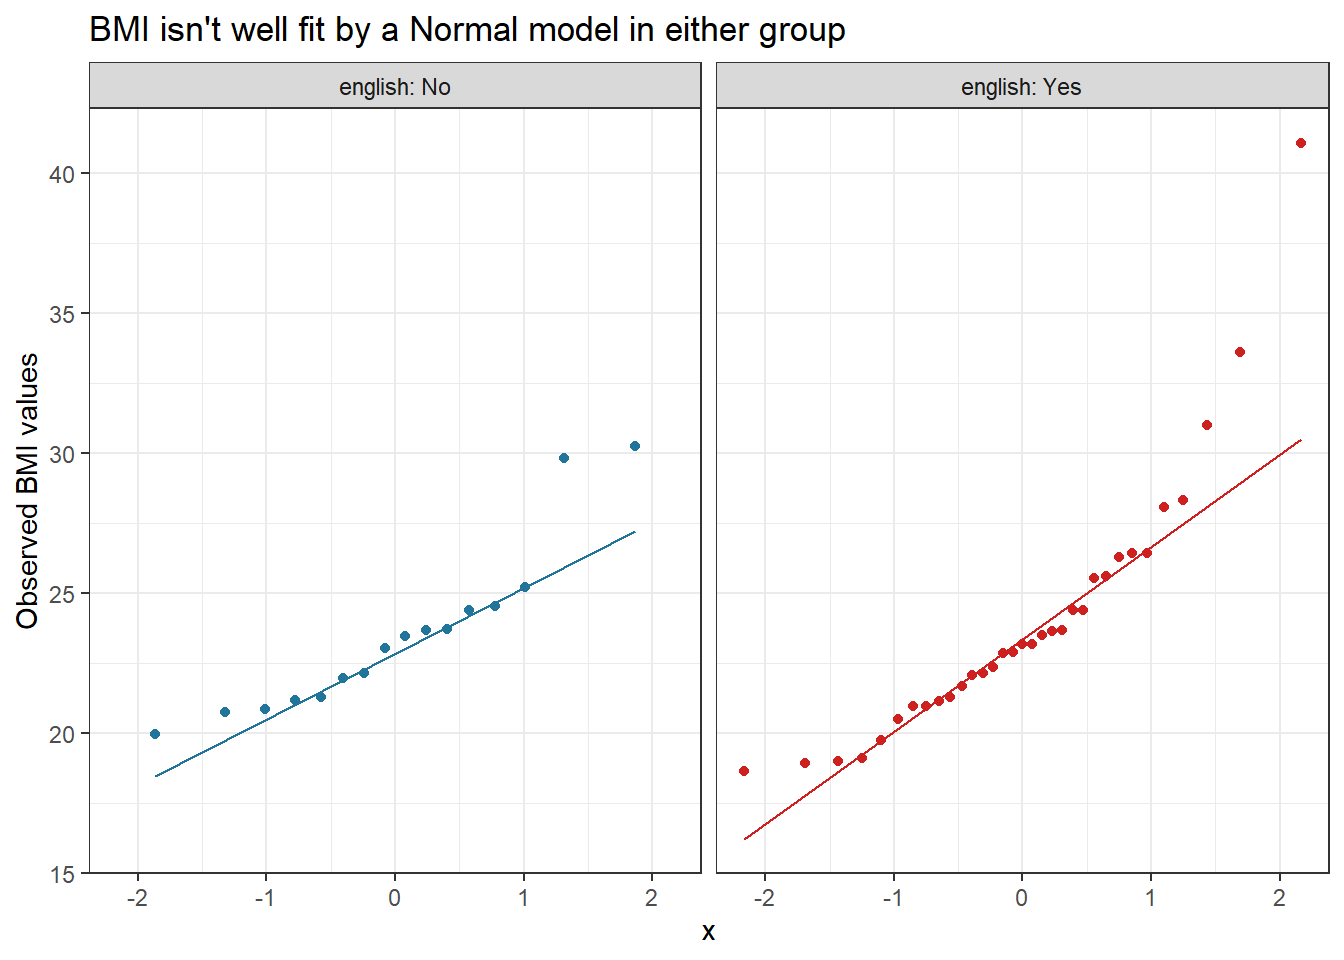 BMI isn't well fit by a Normal model in either group
english: No
english: Yes
Observed BMI values
40
35
30
25
20
15
-2 -1 0 1 2
-2 -1 0 1 2
x